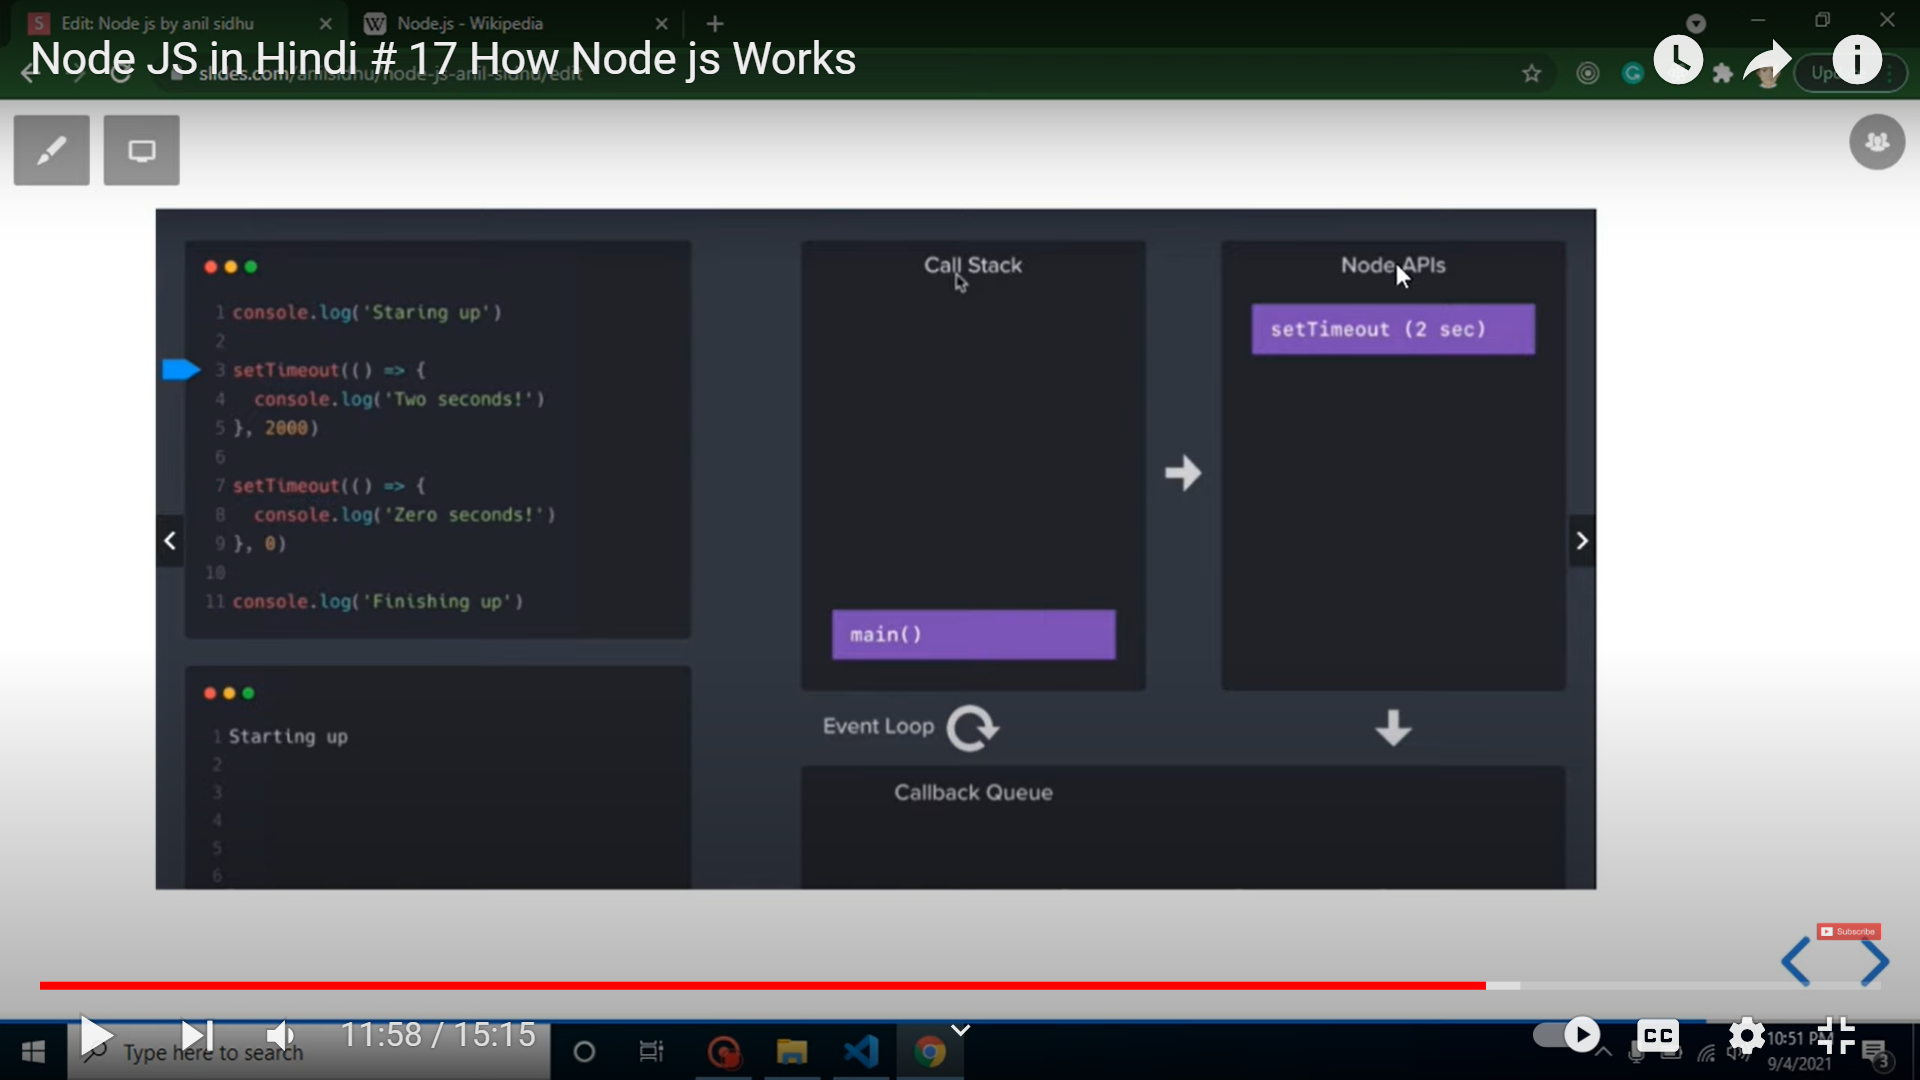 Edit: Node js by anil sidhu
Node.js - Wikipedia
Node JS in Hindi # 17 How Node js Works
slides.com/anilsidhu/node-js-anil-sidhu/edit
1 console.log('Staring up')
2
3 setTimeout(() => {
4 console.log('Two seconds!')
5 }, 2000)
6
7 setTimeout(() => {
8 console.log('Zero seconds!')
9 }, 0)
10
11 console.log('Finishing up')
Call Stack
main()
Node APIs
setTimeout (2 sec)
Event Loop
Callback Queue
1 Starting up
2
3
4
5
6
Subscribe
11:58 / 15:15
CC
Type here to search
10:51 PM
9/4/2021
3